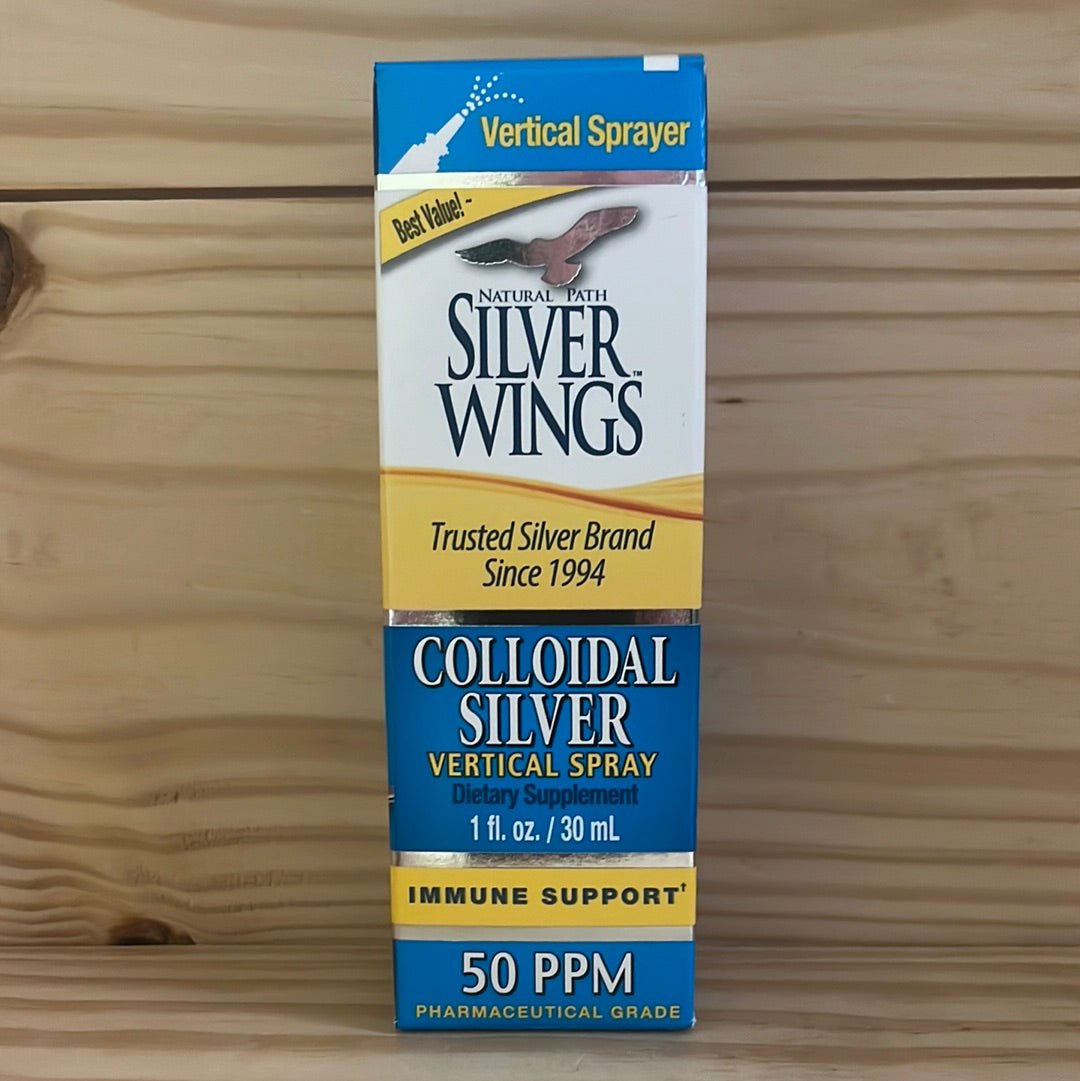 Vertical Sprayer
Best Value! ~
NATURAL PATH
SILVER
WINGS™
Trusted Silver Brand
Since 1994
COLLOIDAL
SILVER
VERTICAL SPRAY
Dietary Supplement
1 fl. oz. / 30 mL
IMMUNE SUPPORT†
50 PPM
PHARMACEUTICAL GRADE